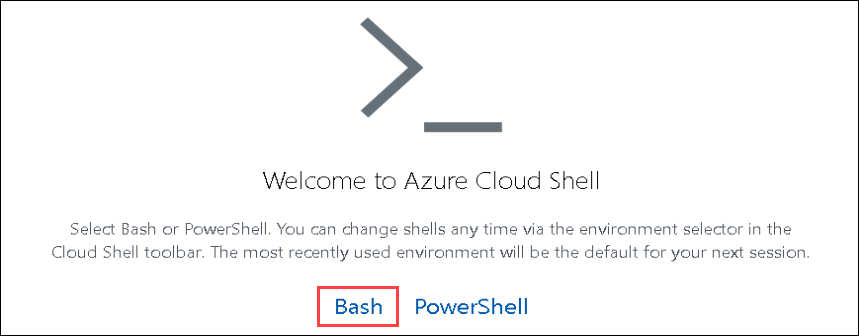 Welcome to Azure Cloud Shell
Select Bash or PowerShell. You can change shells any time via the environment selector in the
Cloud Shell toolbar. The most recently used environment will be the default for your next session.
Bash PowerShell